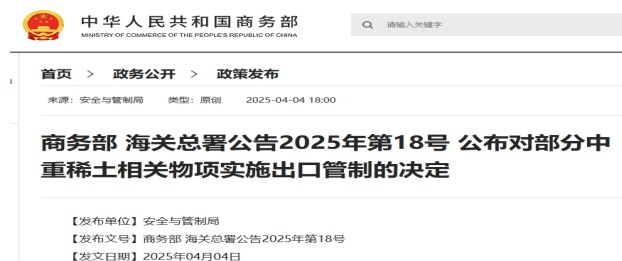 中华人民共和国商务部
MINISTRY OF COMMERCE OF THE PEOPLE'S REPUBLIC OF CHINA
请输入关键字
首页 > 政务公开 > 政策发布
来源：安全与管制局 类型：原创 2025-04-04 18:00
商务部 海关总署公告2025年第18号 公布对部分中
重稀土相关物项实施出口管制的决定
【发布单位】安全与管制局
【发布文号】商务部 海关总署公告2025年第18号
【发文日期】2025年04月04日